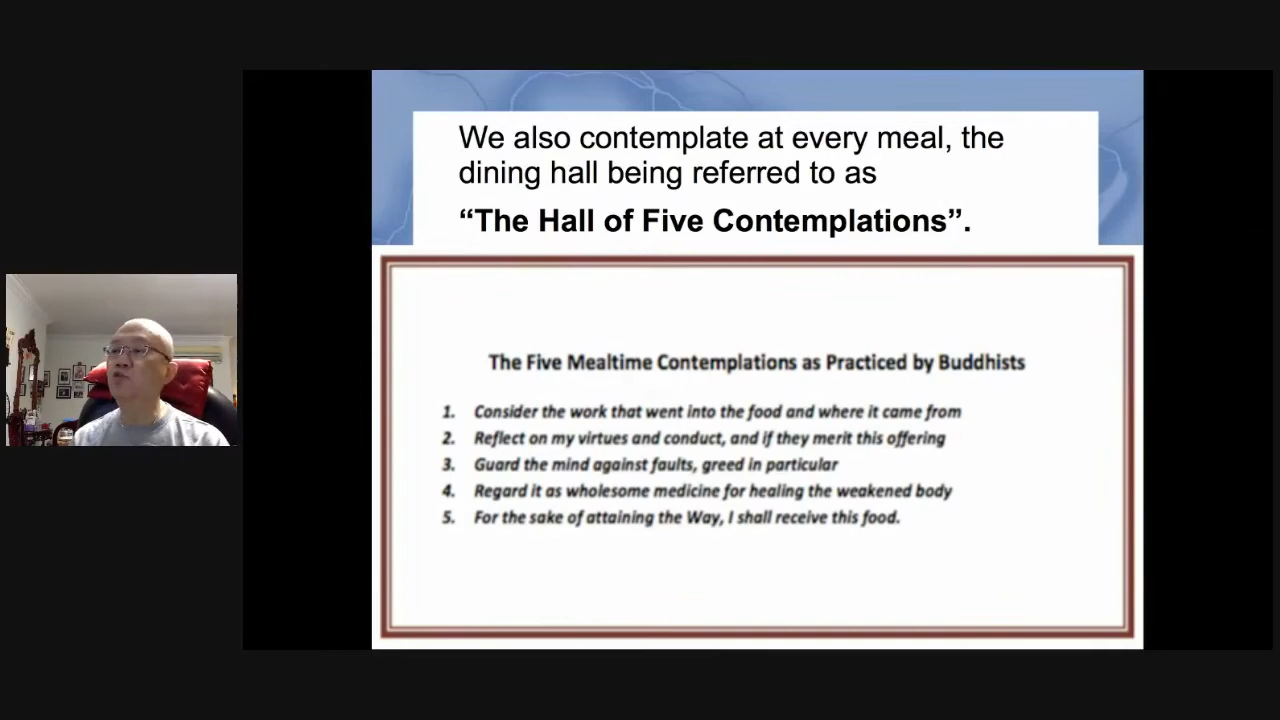 We also contemplate at every meal, the
dining hall being referred to as
“The Hall of Five Contemplations”.
The Five Mealtime Contemplations as Practiced by Buddhists
1. Consider the work that went into the food and where it came from
2. Reflect on my virtues and conduct, and if they merit this offering
3. Guard the mind against faults, greed in particular
4. Regard it as wholesome medicine for healing the weakened body
5. For the sake of attaining the Way, I shall receive this food.